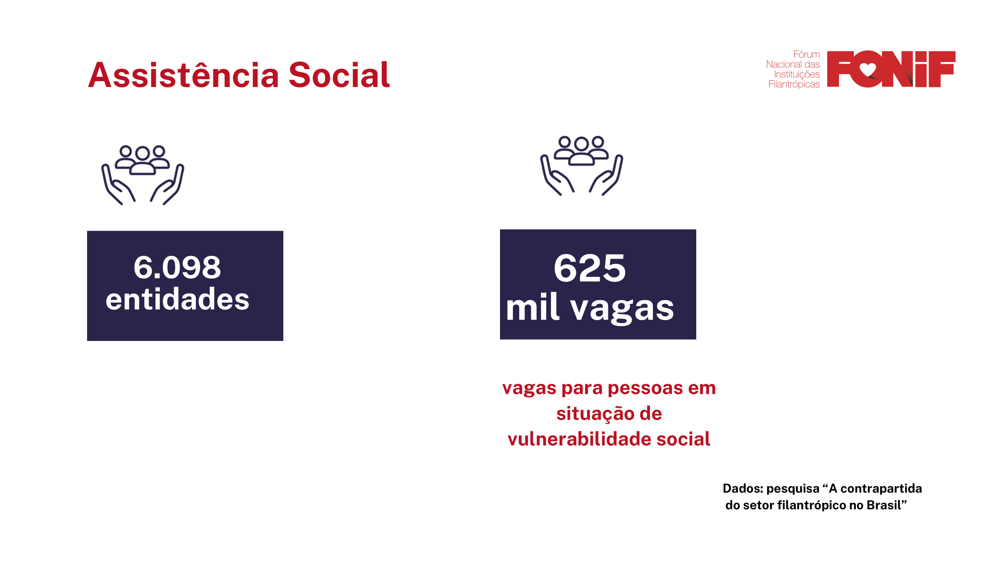 Assistência Social
Fórum
Nacional das
Instituições
Filantrópicas
FONiF
6.098
entidades
625
mil vagas
vagas para pessoas em
situação de
vulnerabilidade social
Dados: pesquisa “A contrapartida
do setor filantrópico no Brasil”